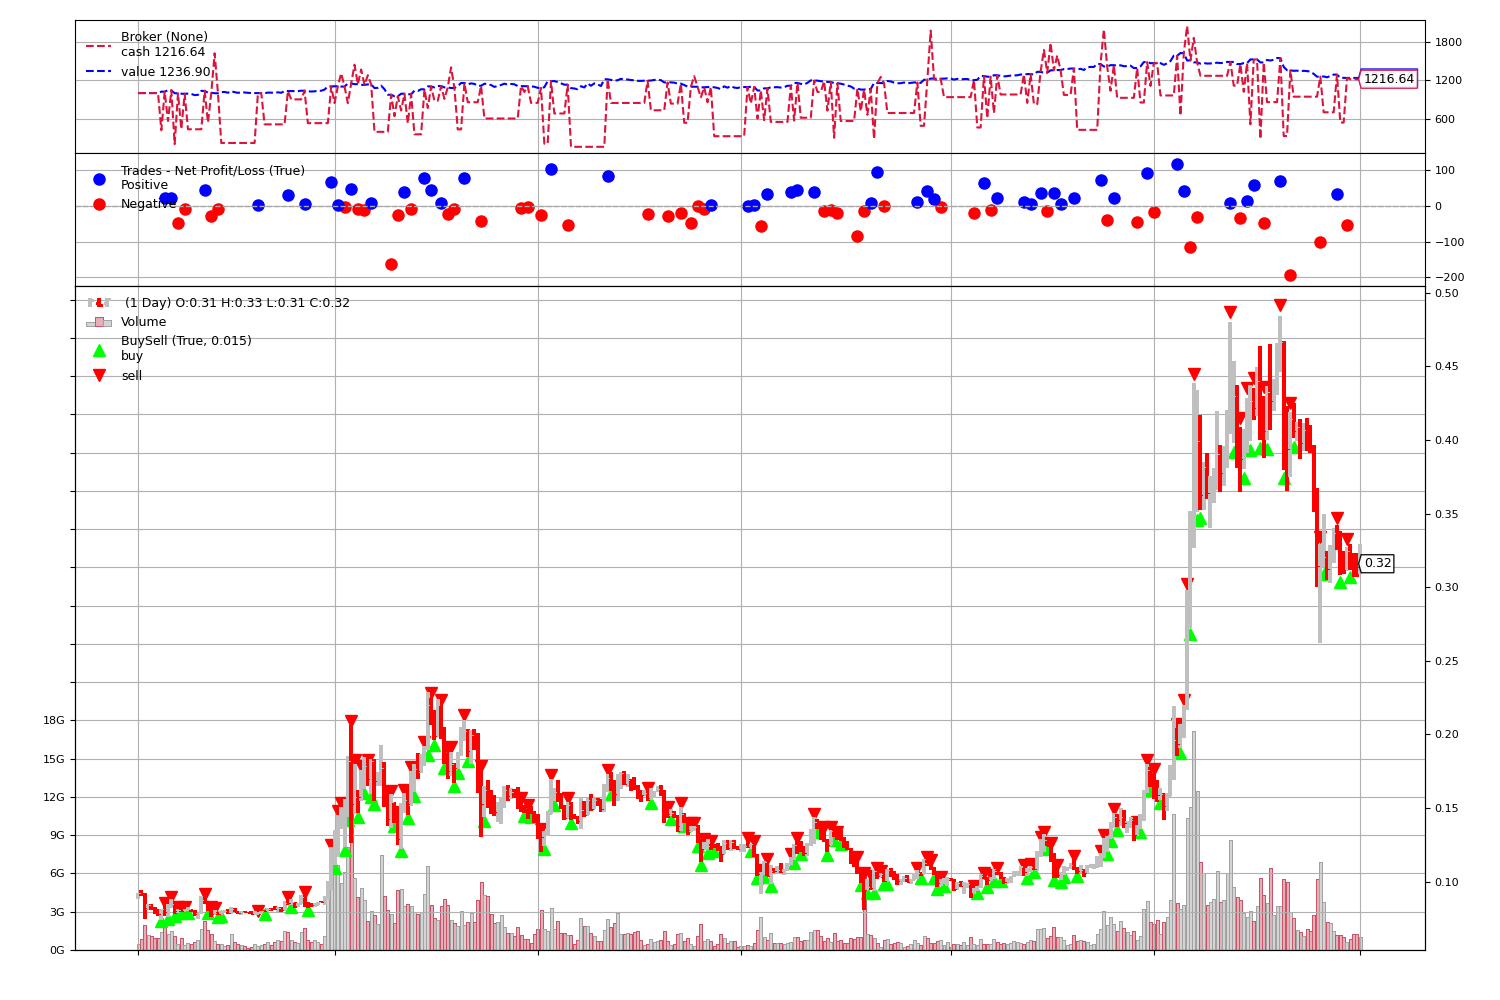 Broker (None)
cash 1216.64
value 1236.90
1800
1200
600
1216.64
Trades - Net Profit/Loss (True)
Positive
Negative
100
0
−100
−200
(1 Day) O:0.31 H:0.33 L:0.31 C:0.32
Volume
BuySell (True, 0.015)
buy
sell
0.50
0.45
0.40
0.35
0.32
0.30
0.25
0.20
0.15
0.10
18G
15G
12G
9G
6G
3G
0G